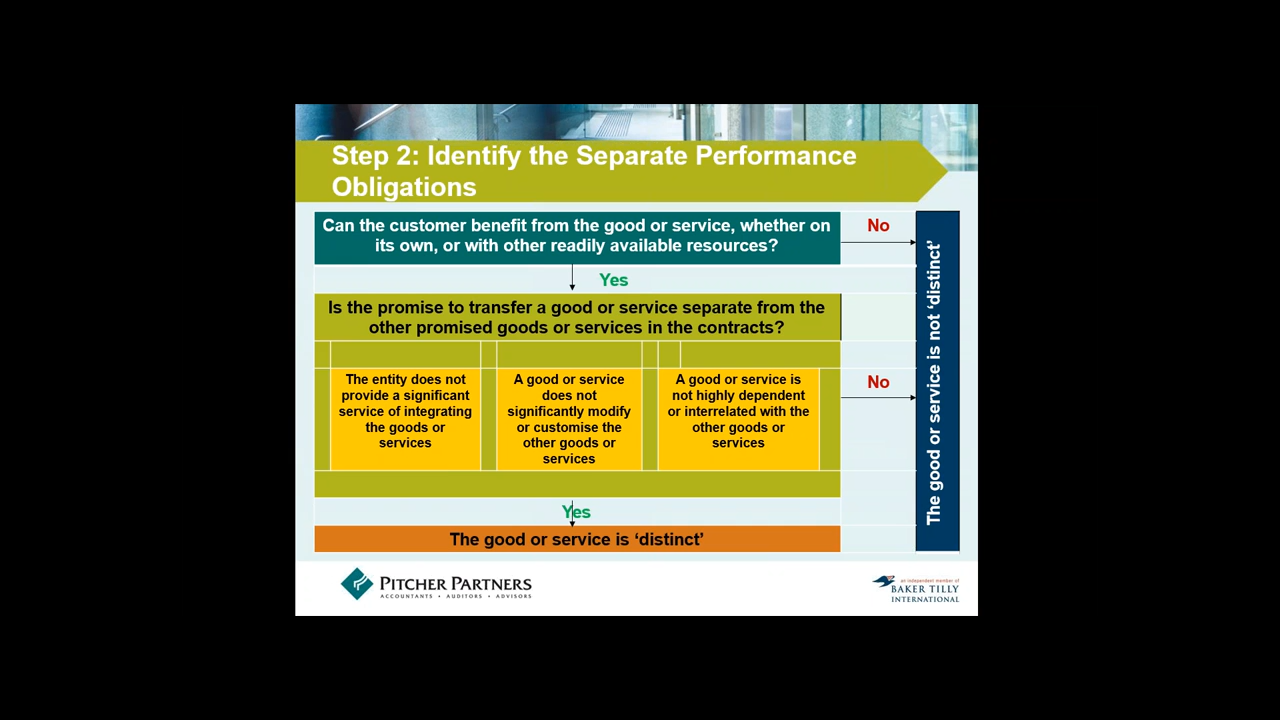 Step 2: Identify the Separate Performance
Obligations
Can the customer benefit from the good or service, whether on
its own, or with other readily available resources?
No
Yes
Is the promise to transfer a good or service separate from the
other promised goods or services in the contracts?
The entity does not
provide a significant
service of integrating
the goods or
services
A good or service
does not
significantly modify
or customise the
other goods or
services
A good or service is
not highly dependent
or interrelated with the
other goods or
services
No
Yes
The good or service is ‘distinct’
The good or service is not ‘distinct’
PITCHER PARTNERS
ACCOUNTANTS • AUDITORS • ADVISORS
an independent member of
BAKER TILLY
INTERNATIONAL